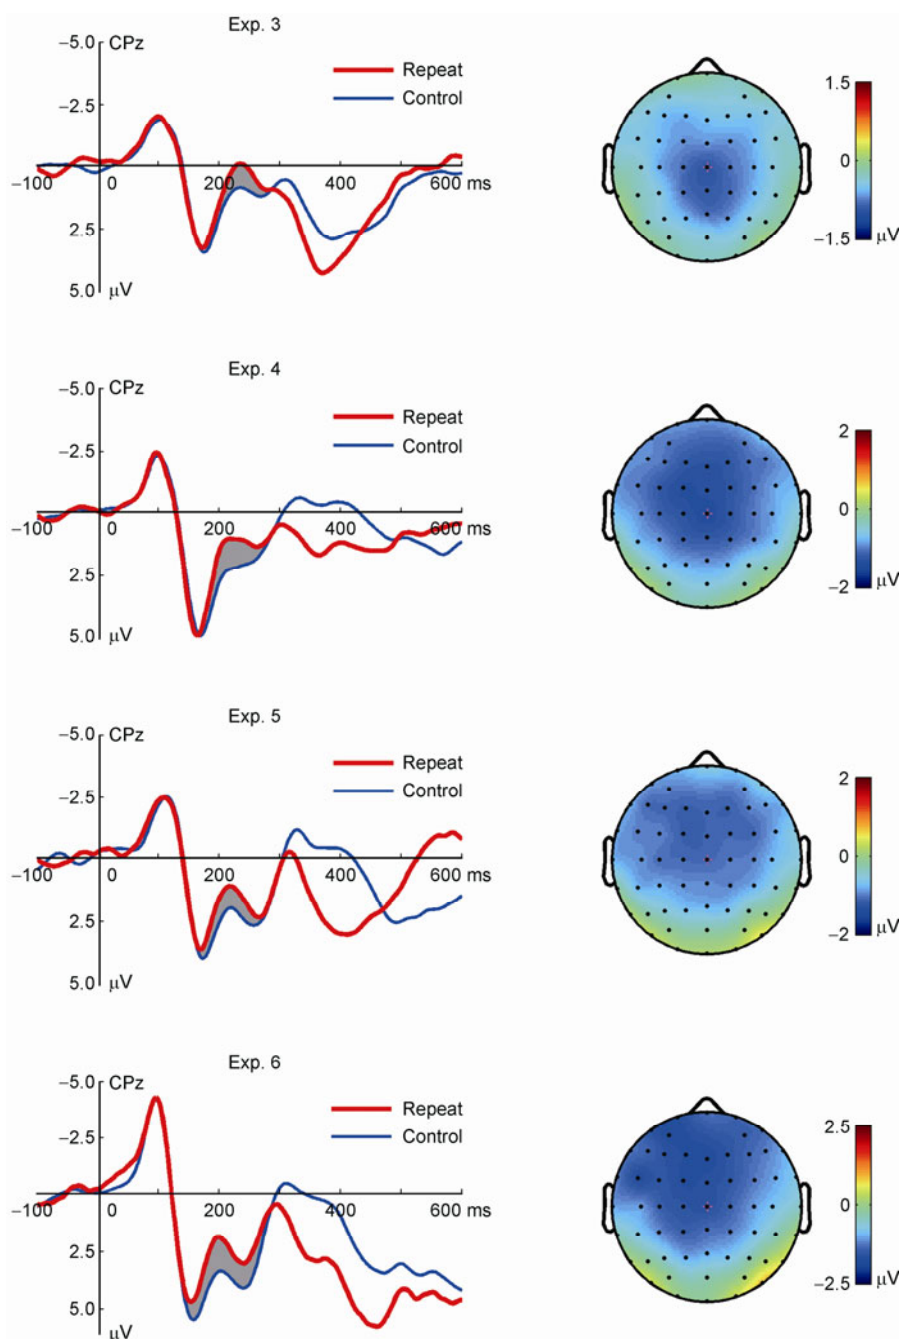 Exp. 3
−5.0 CPz
Repeat
Control
−2.5
1.5
0
−1.5 μV
−100 0 200 400 600 ms
2.5
5.0 μV
Exp. 4
−5.0 CPz
Repeat
Control
−2.5
2
0
−2 μV
−100 0 200 400 600 ms
2.5
5.0 μV
Exp. 5
−5.0 CPz
Repeat
Control
−2.5
2
0
−2 μV
−100 0 200 400 600 ms
2.5
5.0 μV
Exp. 6
−5.0 CPz
Repeat
Control
−2.5
2.5
0
−2.5 μV
−100 0 200 400 600 ms
2.5
5.0 μV